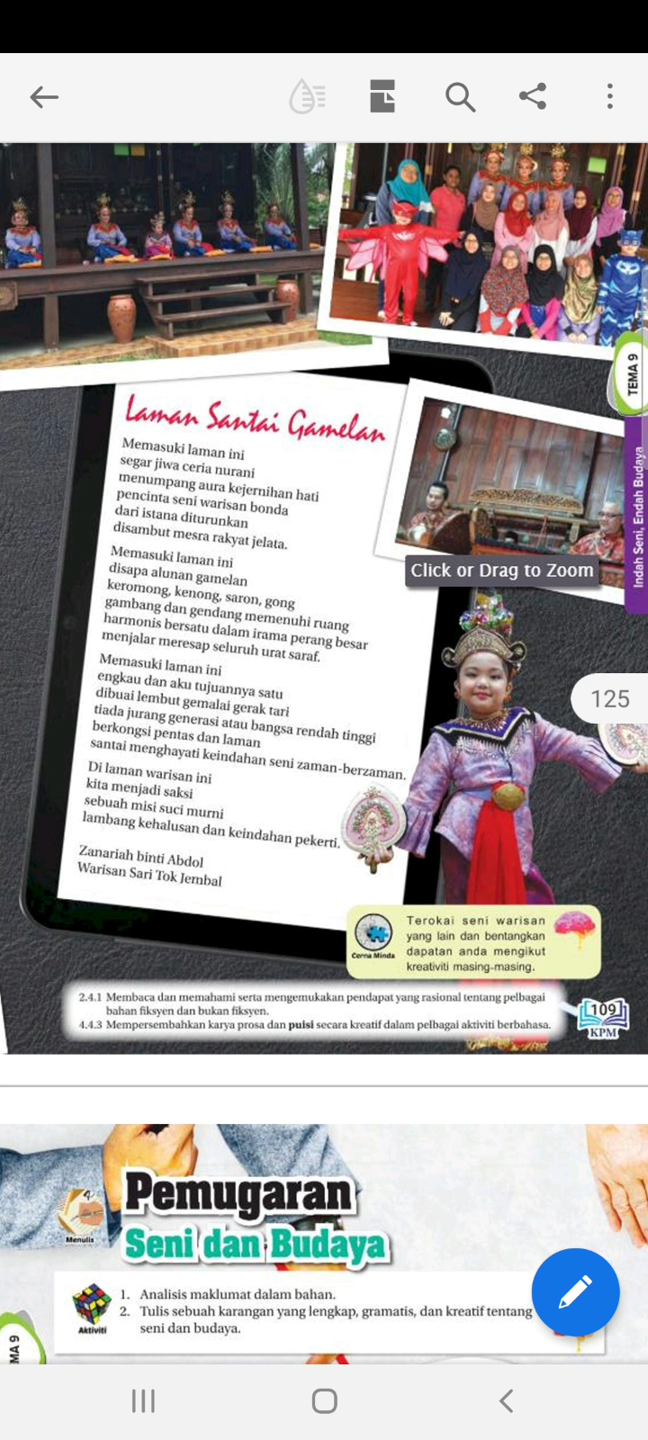 Laman Santai Gamelan
Memasuki laman ini
segar jiwa ceria nurani
menumpang aura kejernihan hati
pencinta seni warisan bonda
dari istana diturunkan
disambut mesra rakyat jelata.
Memasuki laman ini
disapa alunan gamelan
keromong, kenong, saron, gong
gambang dan gendang memenuhi ruang
harmonis bersatu dalam irama perang besar
menjalar meresap seluruh urat saraf.
Memasuki laman ini
engkau dan aku tujuannya satu
dibuai lembut gemalai gerak tari
tiada jurang generasi atau bangsa rendah tinggi
berkongsi pentas dan laman
santai menghayati keindahan seni zaman-berzaman.
Di laman warisan ini
kita menjadi saksi
sebuah misi suci murni
lambang kehalusan dan keindahan pekerti.
Zanariah binti Abdol
Warisan Sari Tok Jembal
TEMA 9
Indah Seni, Endah Budaya
Click or Drag to Zoom
125
Cerna Minda
Terokai seni warisan
yang lain dan bentangkan
dapatan anda mengikut
kreativiti masing-masing.
2.4.1 Membaca dan memahami serta mengemukakan pendapat yang rasional tentang pelbagai
bahan fiksyen dan bukan fiksyen.
4.4.3 Mempersembahkan karya prosa dan puisi secara kreatif dalam pelbagai aktiviti berbahasa.
109
KPM
Menulis
Pemugaran
Seni dan Budaya
Aktiviti
1. Analisis maklumat dalam bahan.
2. Tulis sebuah karangan yang lengkap, gramatis, dan kreatif tentang
seni dan budaya.
MA 9